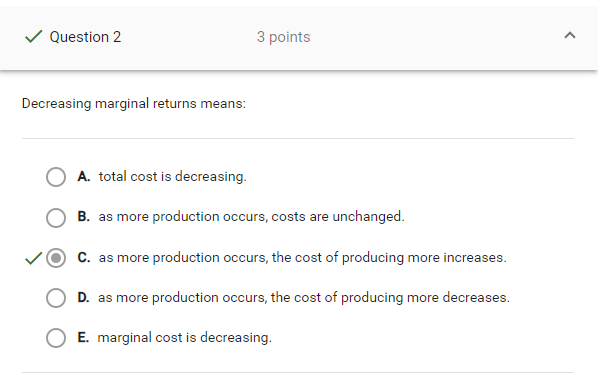 Question 2 3 points
Decreasing marginal returns means:
A. total cost is decreasing.
B. as more production occurs, costs are unchanged.
C. as more production occurs, the cost of producing more increases.
D. as more production occurs, the cost of producing more decreases.
E. marginal cost is decreasing.